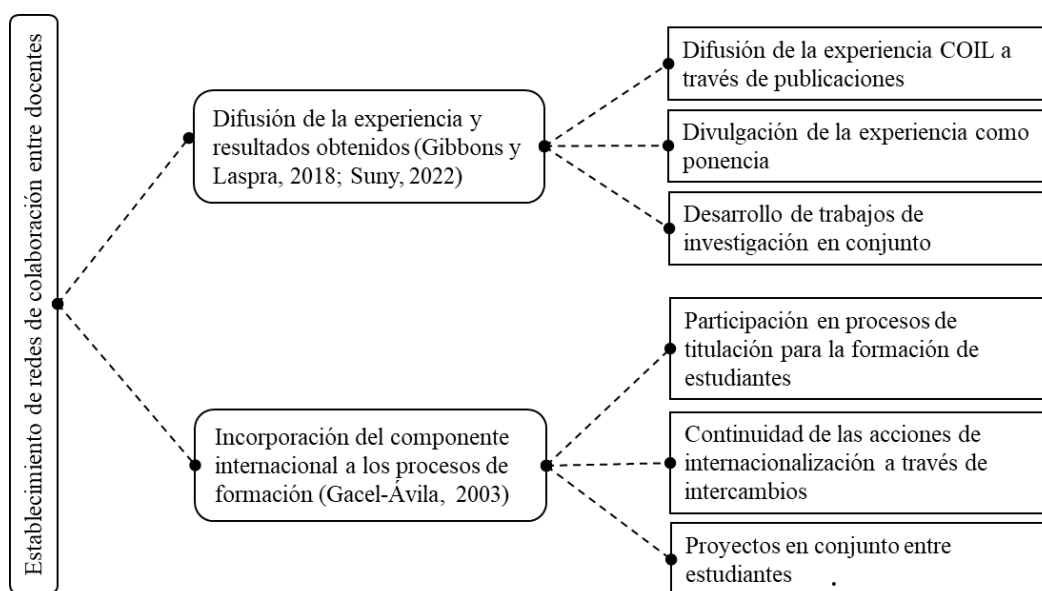 Establecimiento de redes de colaboración entre docentes
Difusión de la experiencia y
resultados obtenidos (Gibbons y
Laspra, 2018; Suny, 2022)
Difusión de la experiencia COIL a
través de publicaciones
Divulgación de la experiencia como
ponencia
Desarrollo de trabajos de
investigación en conjunto
Incorporación del componente
internacional a los procesos de
formación (Gacel-Ávila, 2003)
Participación en procesos de
titulación para la formación de
estudiantes
Continuidad de las acciones de
internacionalización a través de
intercambios
Proyectos en conjunto entre
estudiantes .